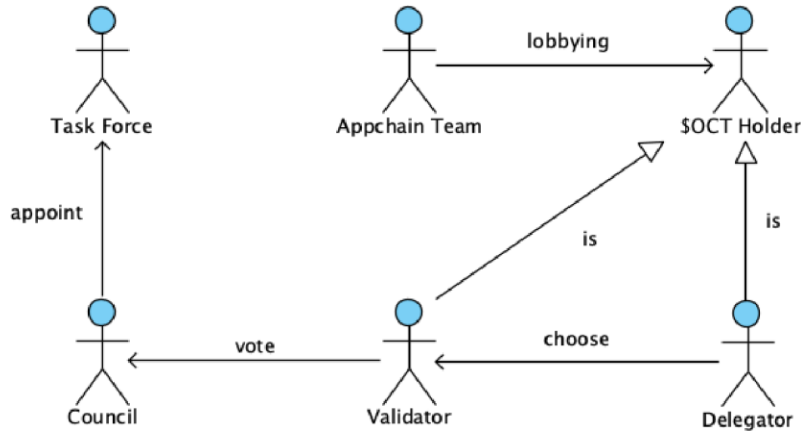 lobbying
Task Force
Appchain Team
$OCT Holder
appoint
is
is
vote
choose
Council
Validator
Delegator